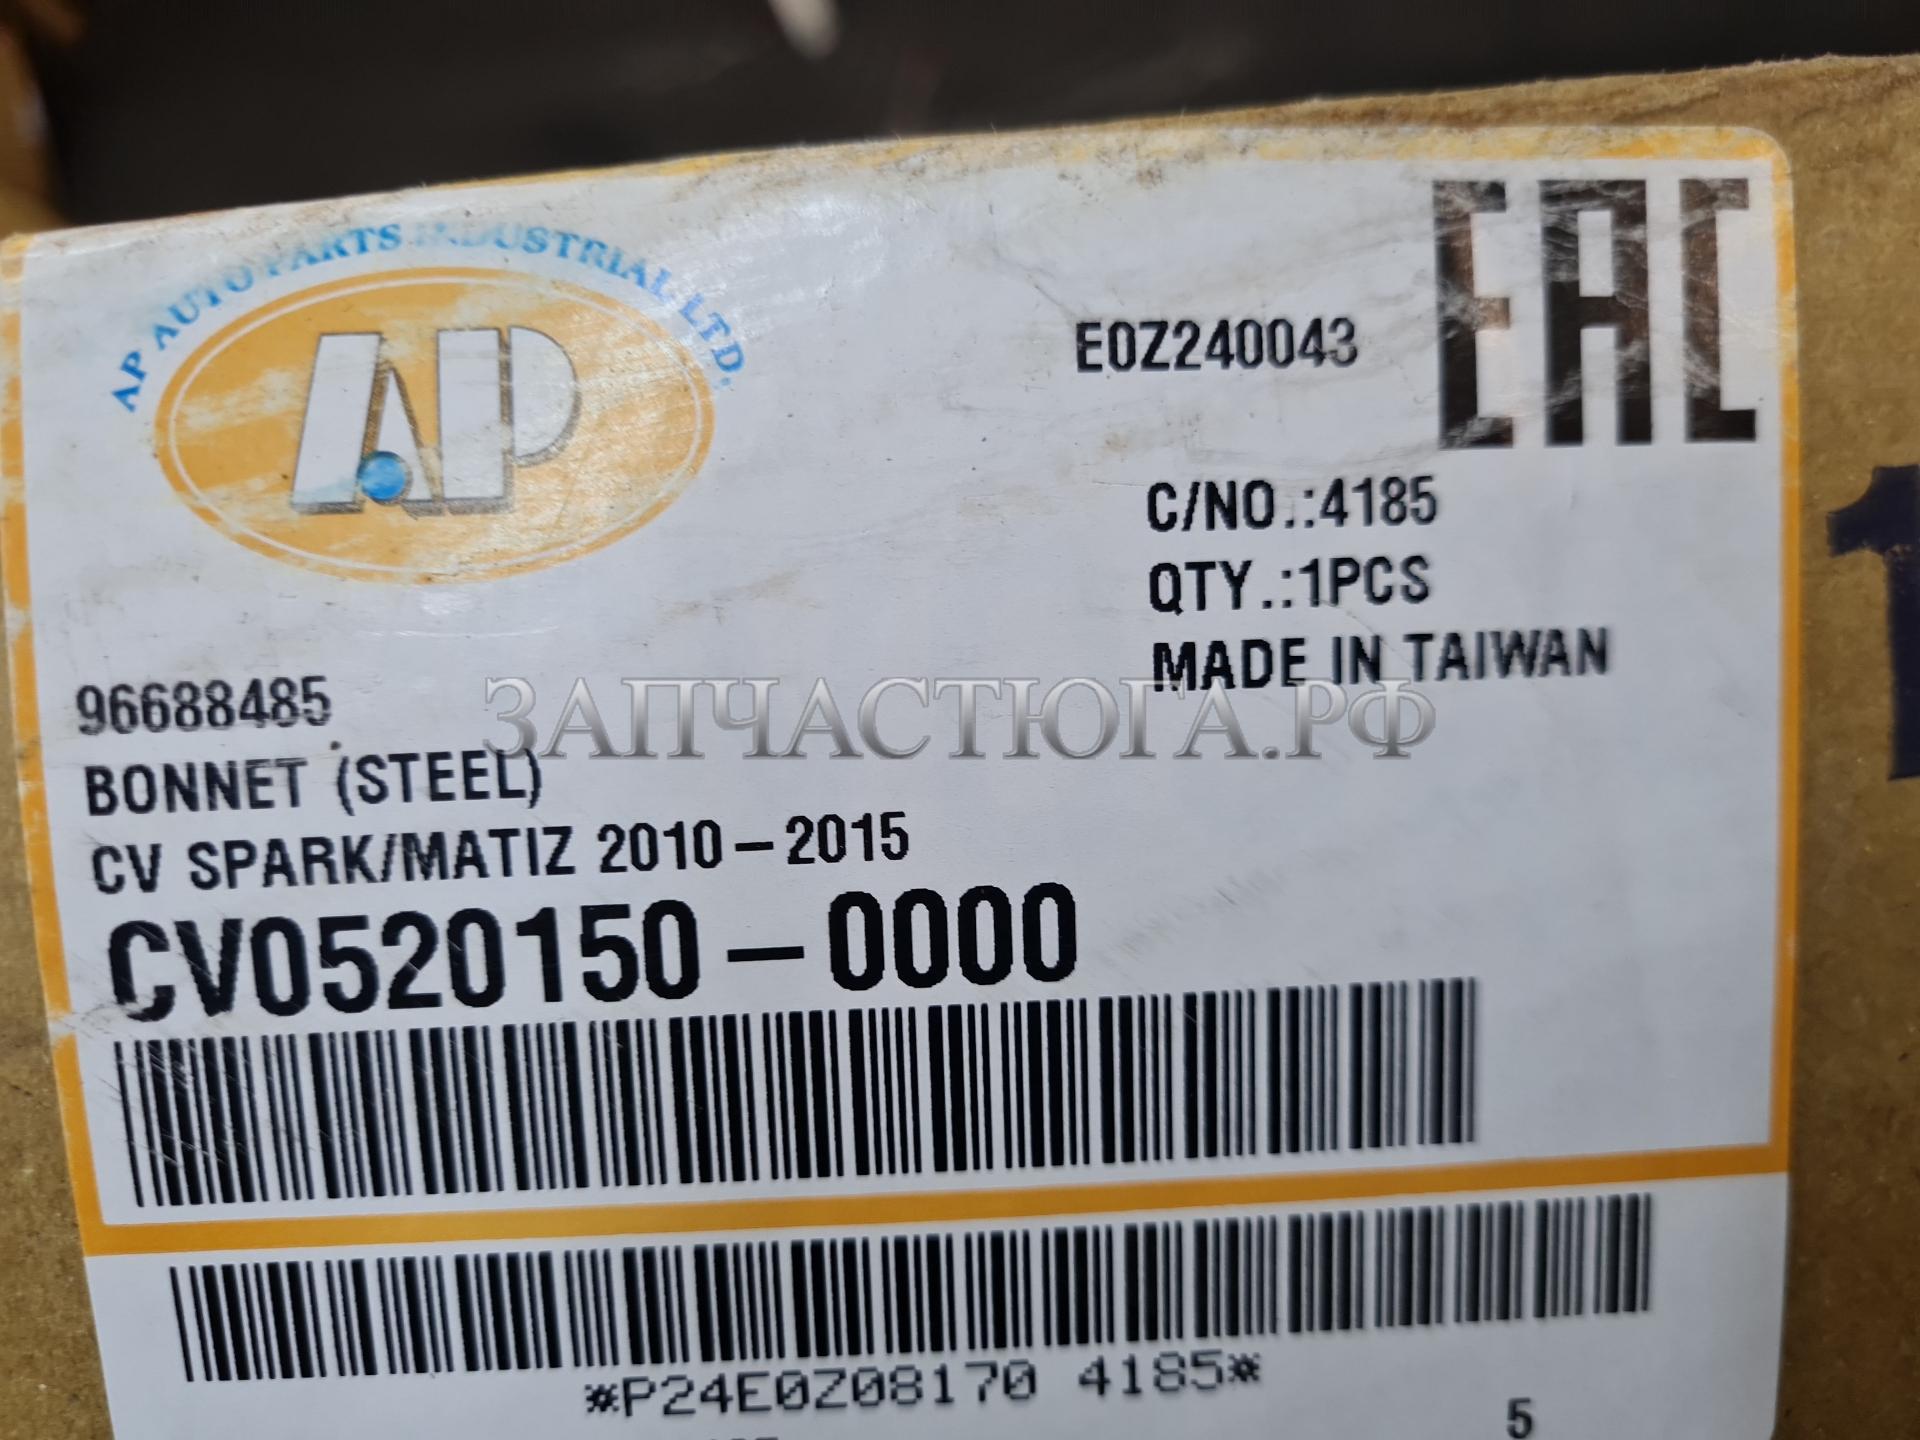 AP AUTO PARTS INDUSTRIAL LTD.
AP
EAC
E0Z240043
C/NO.:4185
QTY.:1PCS
MADE IN TAIWAN
96688485
ЗАПЧАСТЮГА.РФ
BONNET (STEEL)
CV SPARK/MATIZ 2010-2015
CV0520150-0000
*P24E0Z08170 4185*
5
1